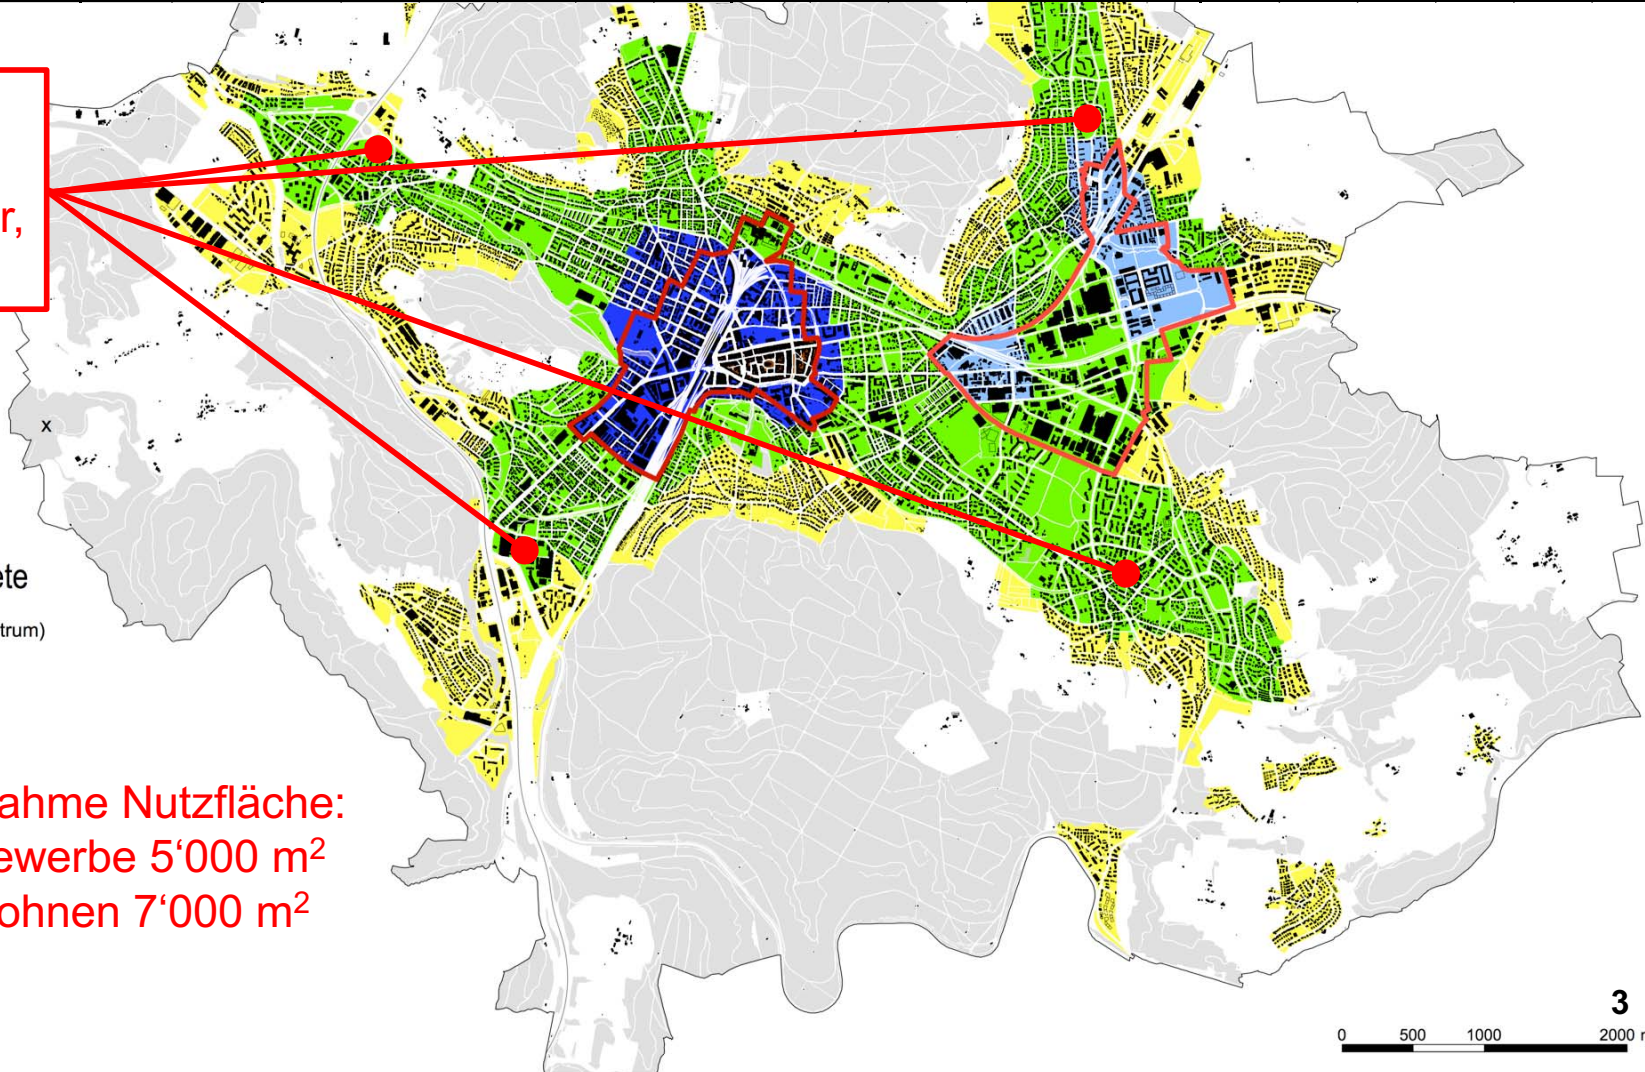 r,
x
ete
trum)
ahme Nutzfläche:
ewerbe 5‘000 m²
ohnen 7‘000 m²
3
0 500 1000 2000 m